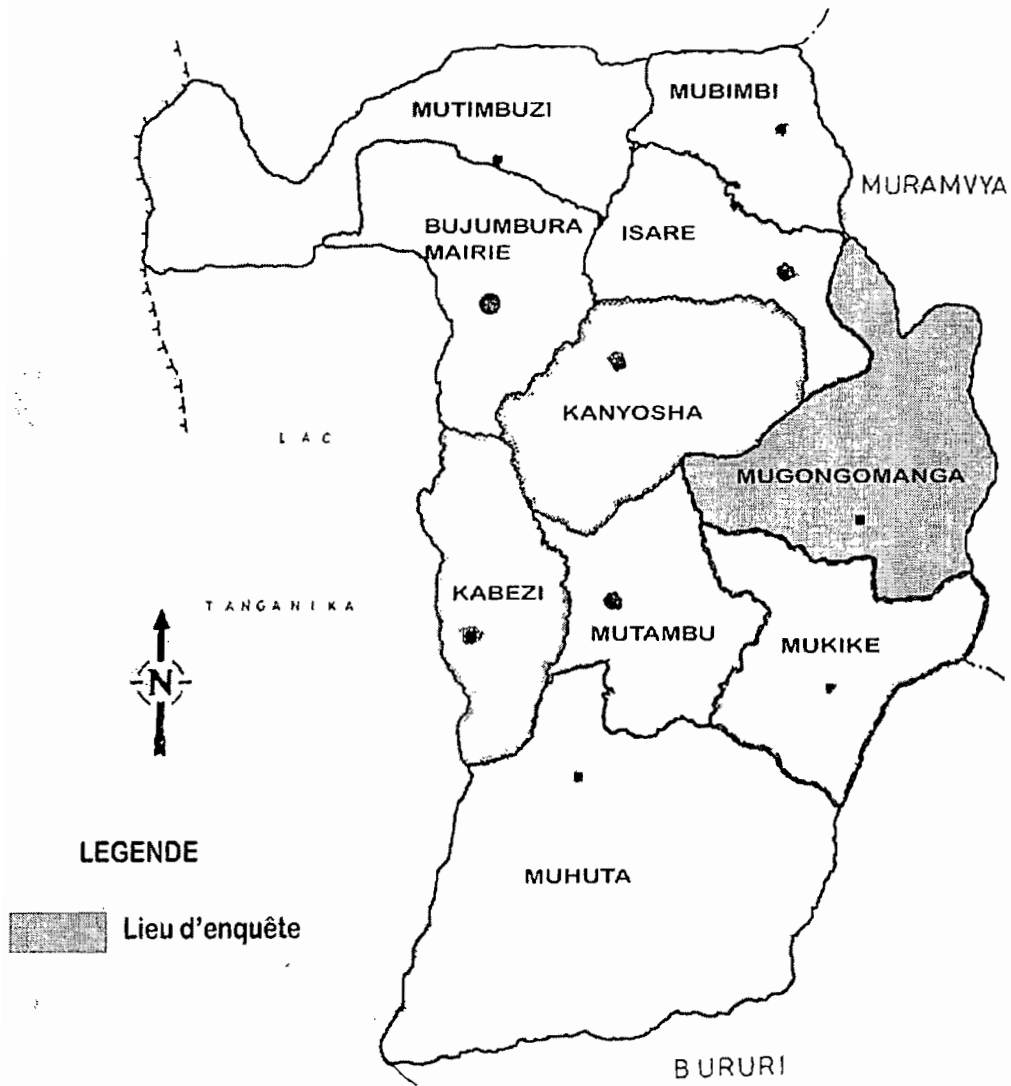 MUTIMBUZI
MUBIMBI
MURAMVYA
BUJUMBURA
MAIRIE
ISARE
KANYOSHA
LAC
MUGONGOMANGA
KABEZI
TANGANIKA
MUTAMBU
MUKIKE
N
LEGENDE
MUHUTA
Lieu d'enquête
BURURI